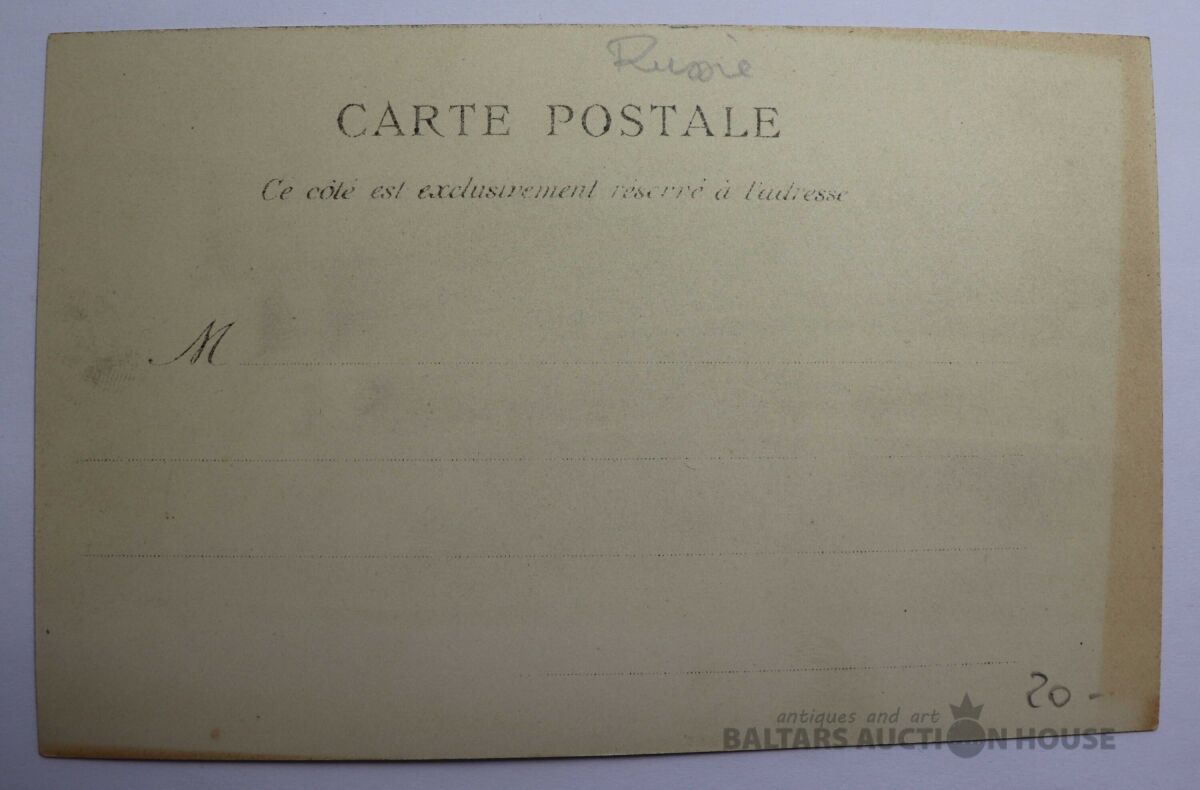 Russie
CARTE POSTALE
Ce côté est exclusivement réservé à l'adresse
M
20-
antiques and art
BALTARS AUCTION HOUSE